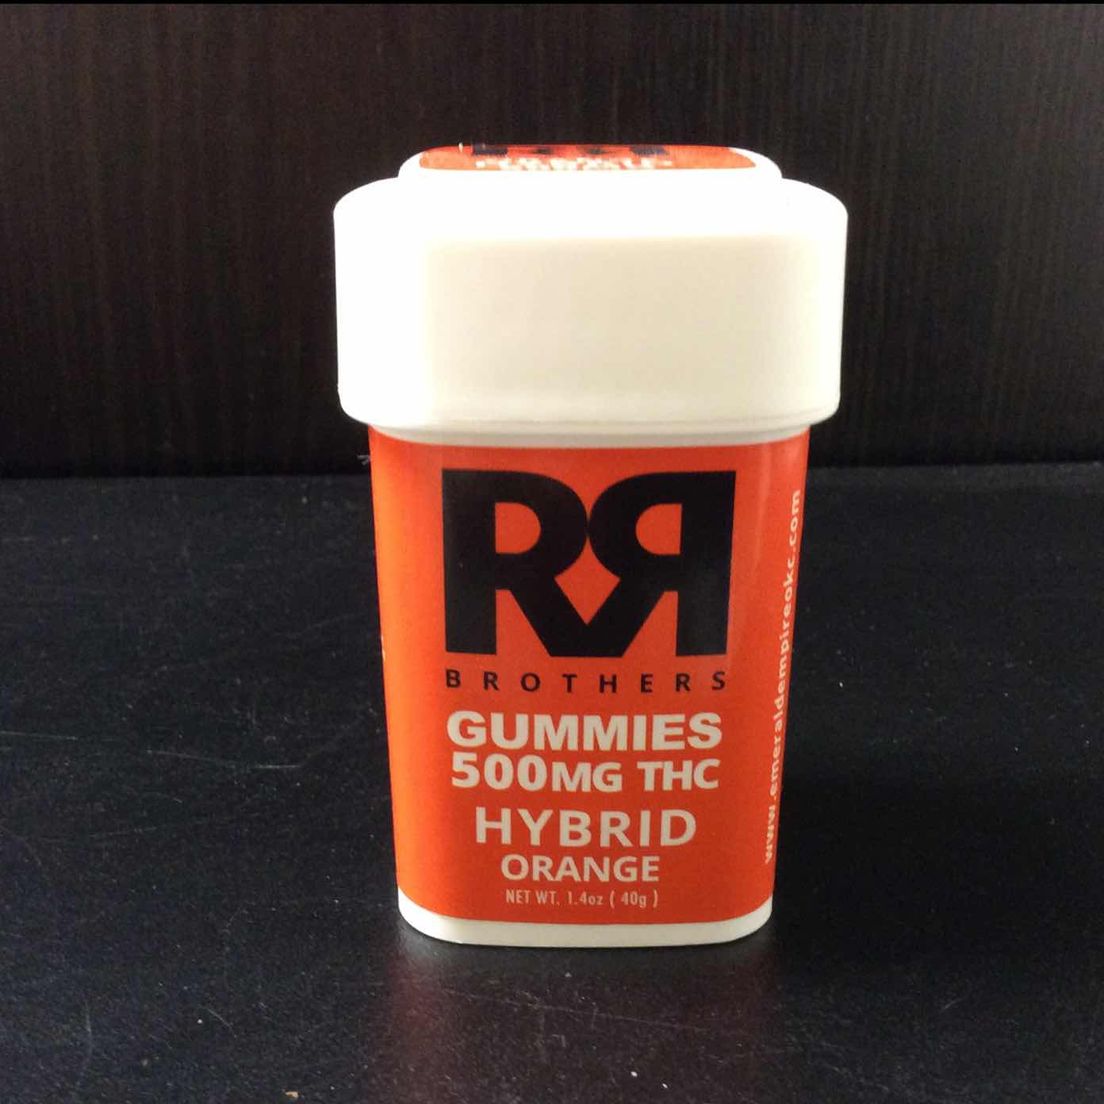 RR
BROTHERS
GUMMIES
500MG THC
HYBRID
ORANGE
NET WT. 1.4oz ( 40g )
www.emeraldempireokc.com